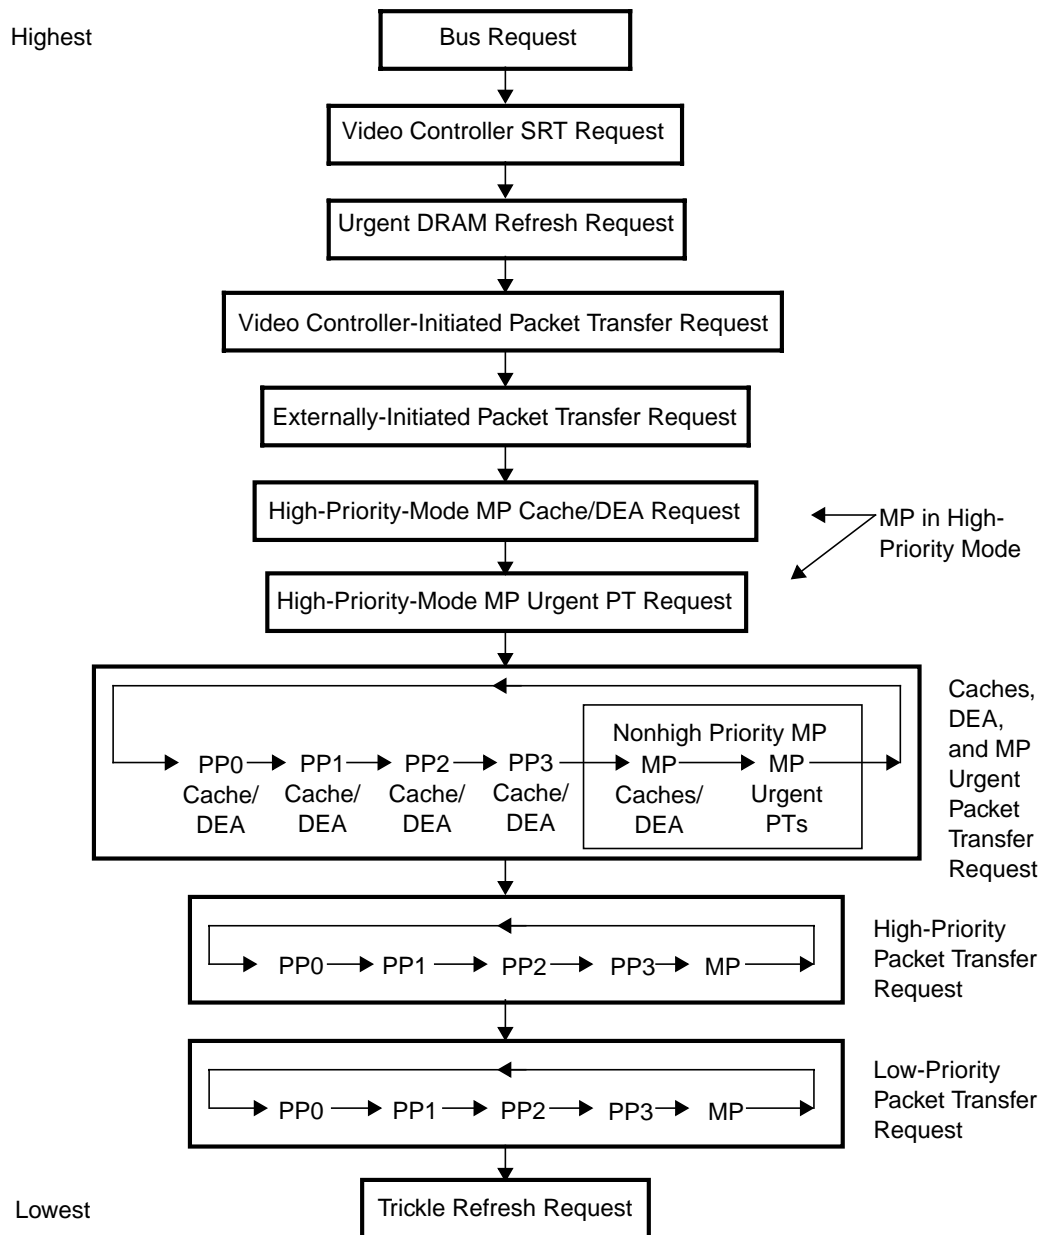 Highest
Bus Request
Video Controller SRT Request
Urgent DRAM Refresh Request
Video Controller-Initiated Packet Transfer Request
Externally-Initiated Packet Transfer Request
High-Priority-Mode MP Cache/DEA Request
MP in High-
Priority Mode
High-Priority-Mode MP Urgent PT Request
Nonhigh Priority MP
PP0 PP1 PP2 PP3 MP MP
Cache/ Cache/ Cache/ Cache/ Caches/ Urgent
DEA DEA DEA DEA DEA PTs
Caches,
DEA,
and MP
Urgent
Packet
Transfer
Request
PP0 PP1 PP2 PP3 MP
High-Priority
Packet Transfer
Request
PP0 PP1 PP2 PP3 MP
Low-Priority
Packet Transfer
Request
Lowest
Trickle Refresh Request